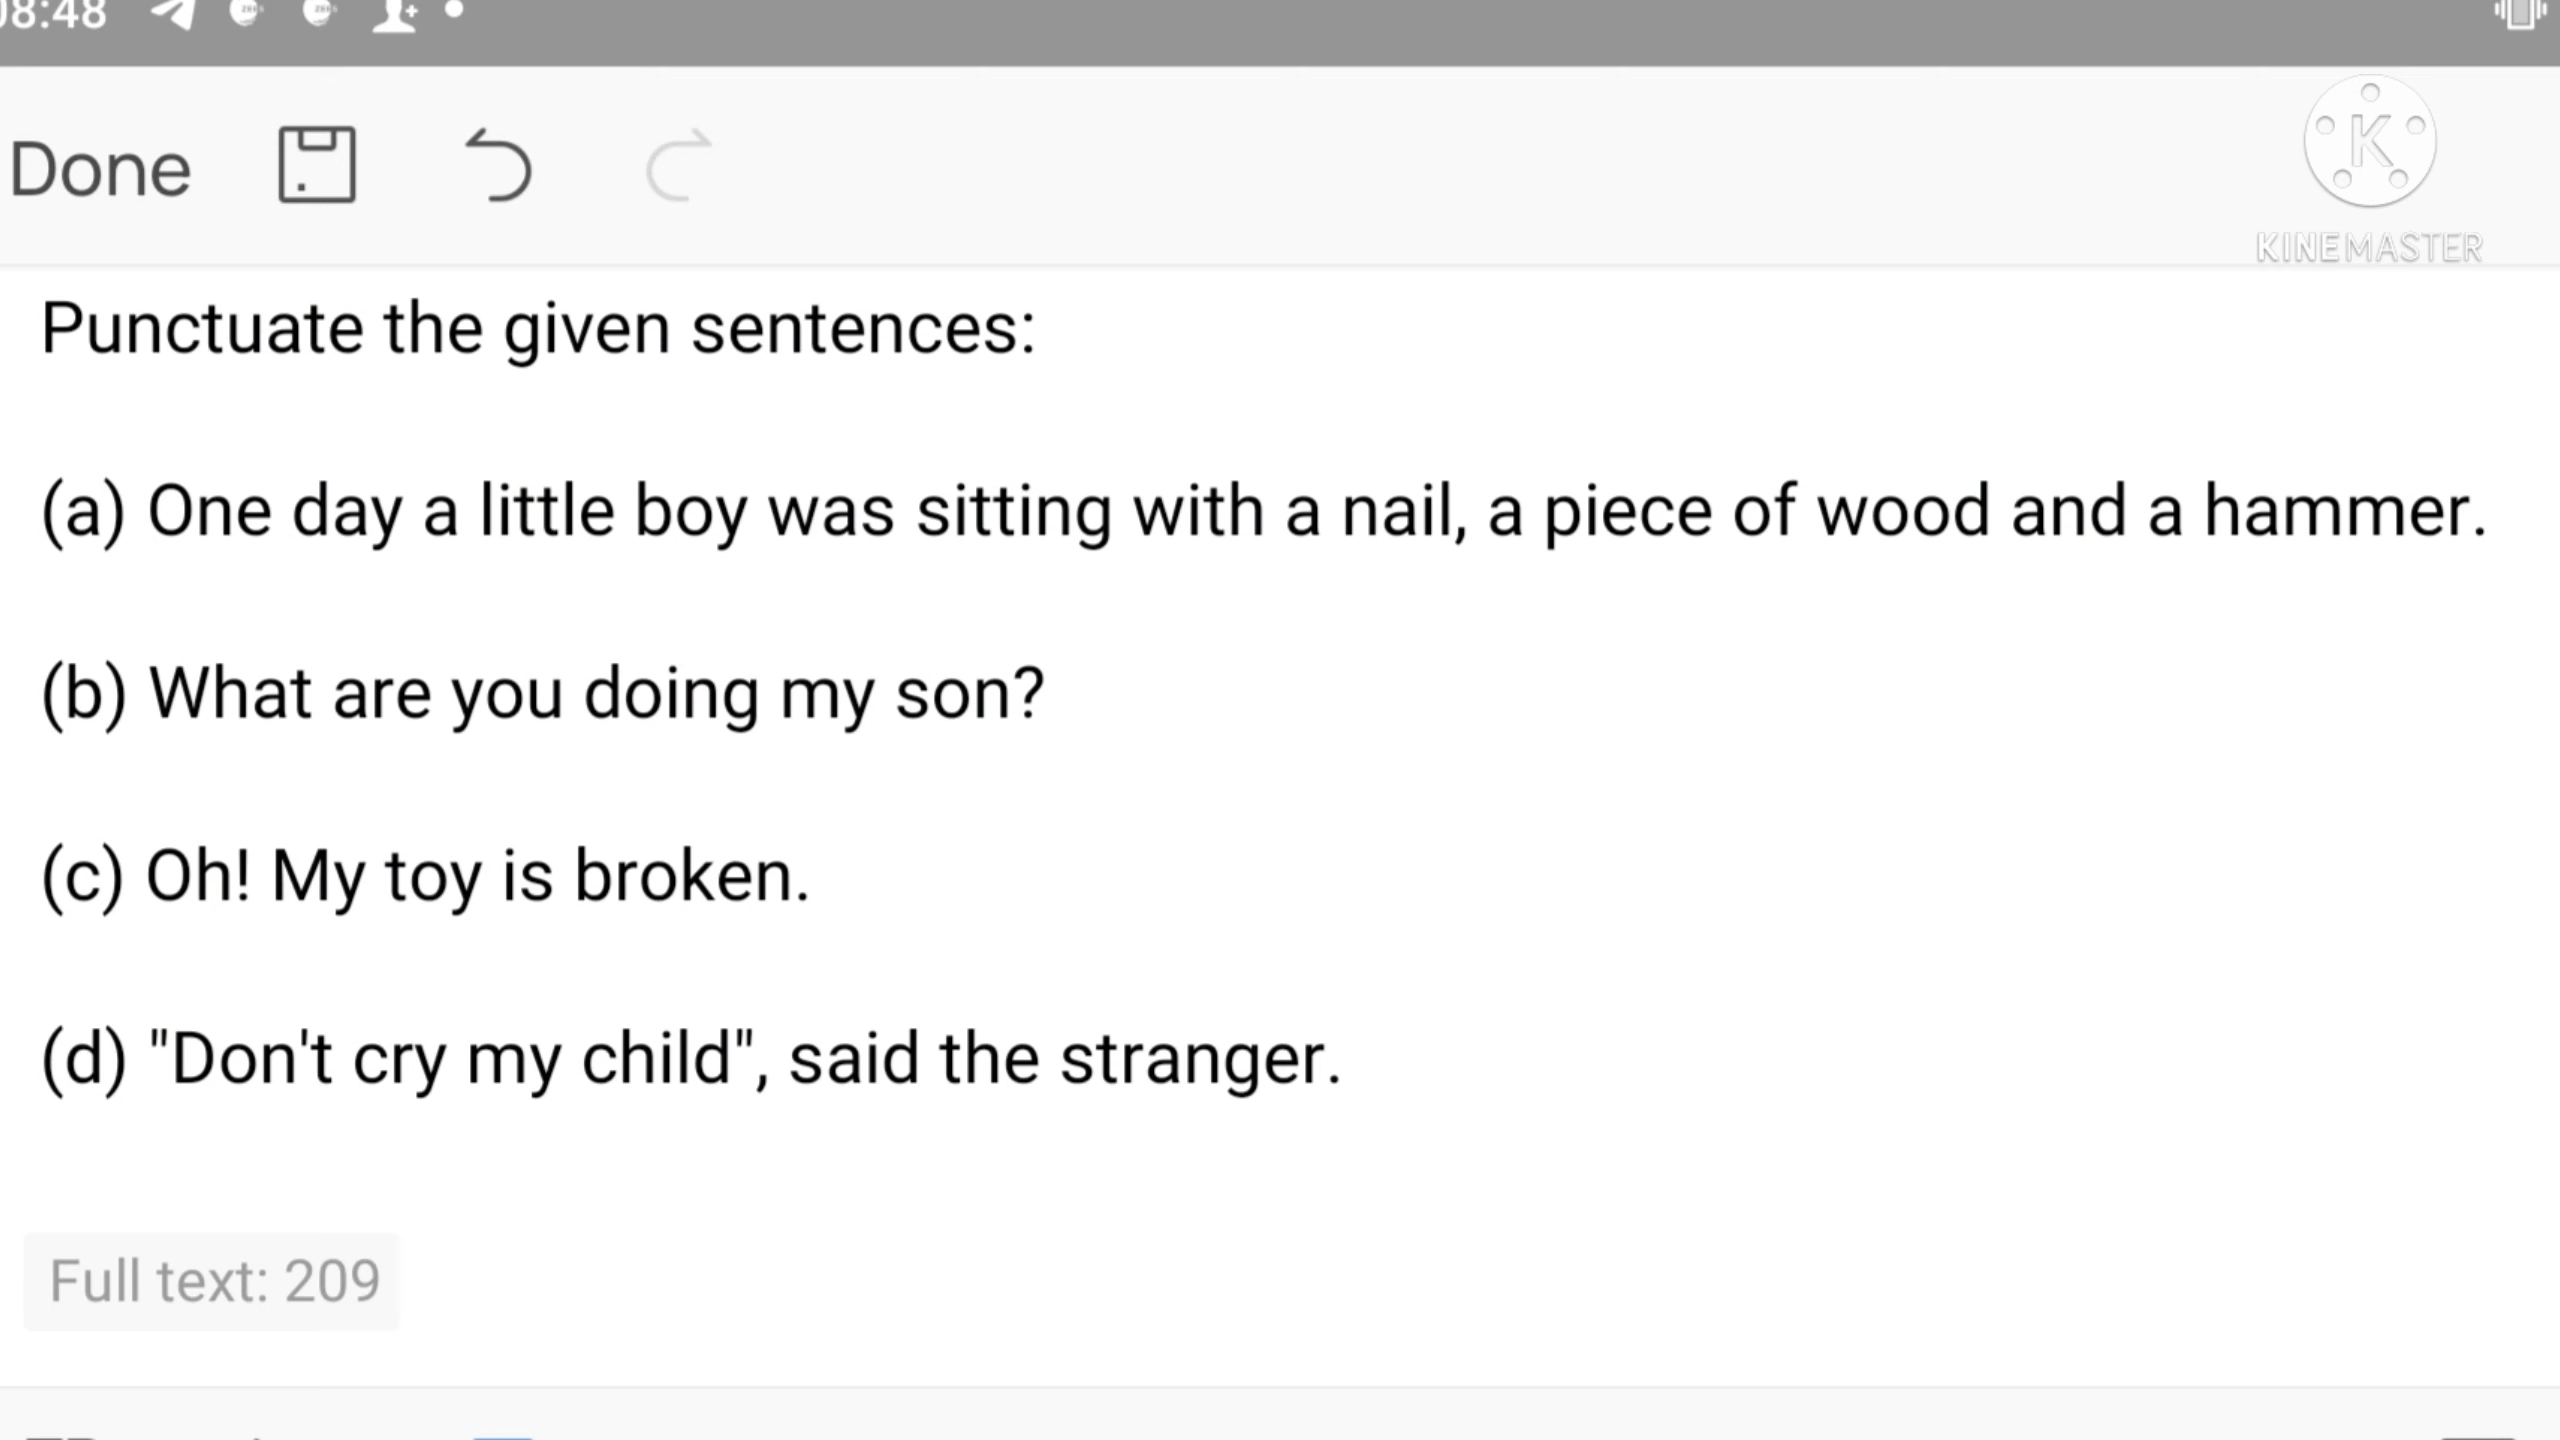 08:48
Done
KINEMASTER
Punctuate the given sentences:
(a) One day a little boy was sitting with a nail, a piece of wood and a hammer.
(b) What are you doing my son?
(c) Oh! My toy is broken.
(d) "Don't cry my child", said the stranger.
Full text: 209